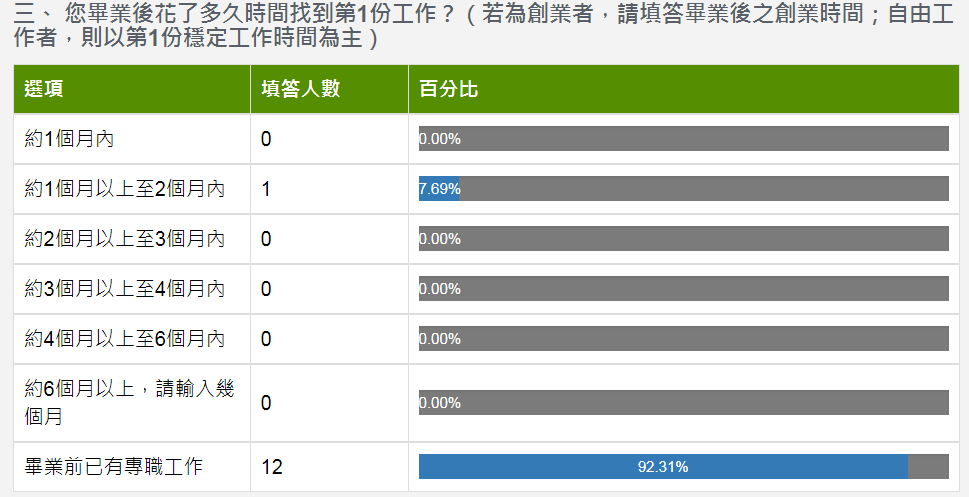 三、 您畢業後花了多久時間找到第1份工作？（若為創業者，請填答畢業後之創業時間；自由工
作者，則以第1份穩定工作時間為主）
選項 填答人數 百分比
約1個月內 0 0.00%
約1個月以上至2個月內 1 7.69%
約2個月以上至3個月內 0 0.00%
約3個月以上至4個月內 0 0.00%
約4個月以上至6個月內 0 0.00%
約6個月以上，請輸入幾
個月 0 0.00%
畢業前已有專職工作 12 92.31%